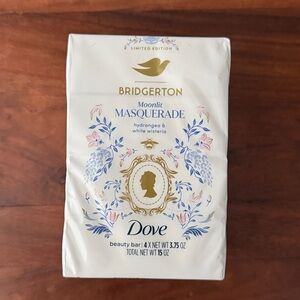 LIMITED EDITION
BRIDGERTON
Moonlit
MASQUERADE
hydrangea &
white wisteria
Dove
beauty bar | 4 X NET WT 3.75 OZ
TOTAL NET WT 15 OZ